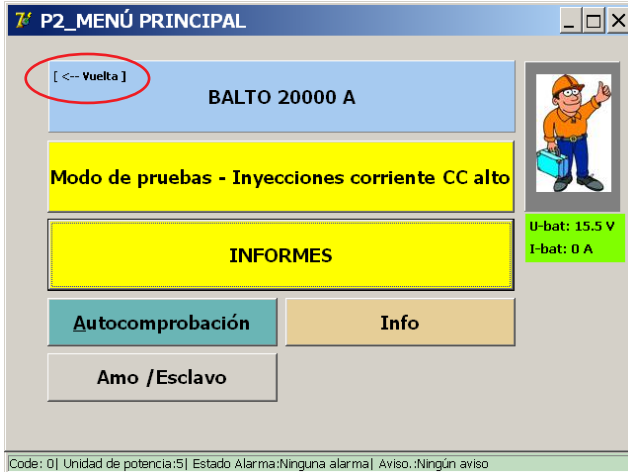 P2_MENÚ PRINCIPAL
[ <-- Vuelta ]
BALTO 20000 A
Modo de pruebas - Inyecciones corriente CC alto
INFORMES
U-bat: 15.5 V
I-bat: 0 A
Autocomprobación
Info
Amo /Esclavo
Code: 0| Unidad de potencia:5| Estado Alarma:Ninguna alarma| Aviso.:Ningún aviso